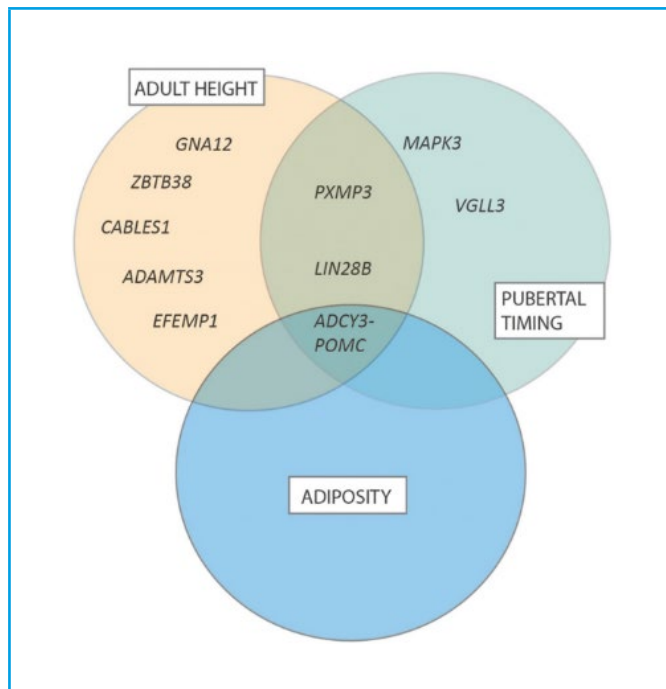 ADULT HEIGHT
GNA12
MAPK3
ZBTB38
PXMP3
VGLL3
CABLES1
LIN28B
ADAMTS3
PUBERTAL
TIMING
EFEMP1
ADCY3-
POMC
ADIPOSITY